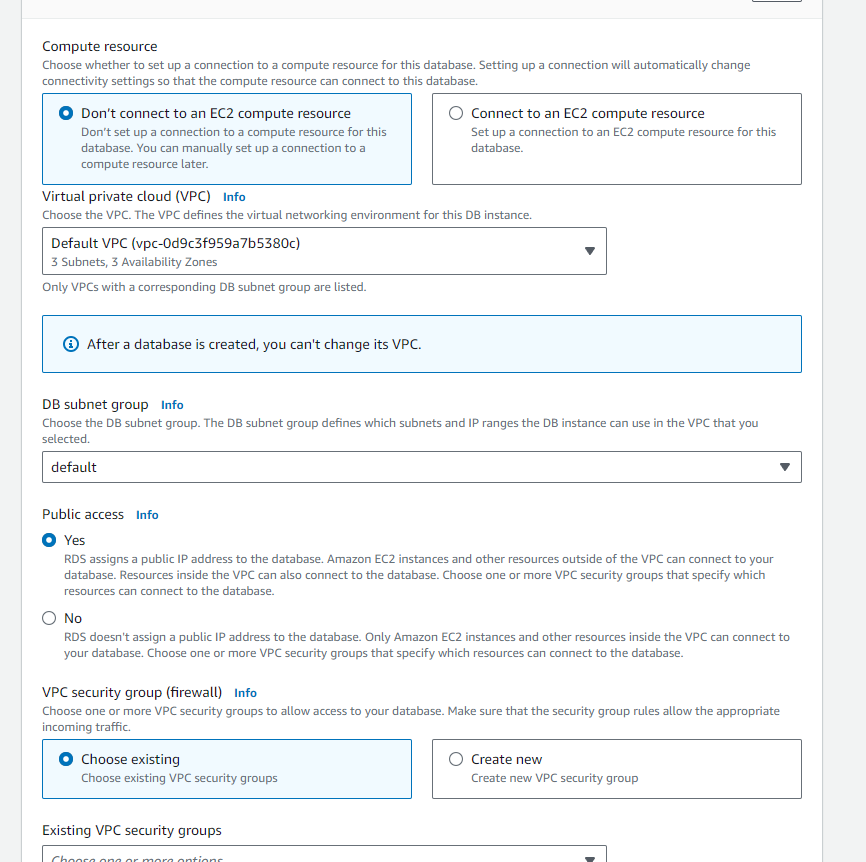 Compute resource
Choose whether to set up a connection to a compute resource for this database. Setting up a connection will automatically change
connectivity settings so that the compute resource can connect to this database.
Don't connect to an EC2 compute resource
Don't set up a connection to a compute resource for this
database. You can manually set up a connection to a
compute resource later.
Connect to an EC2 compute resource
Set up a connection to an EC2 compute resource for this
database.
Virtual private cloud (VPC) Info
Choose the VPC. The VPC defines the virtual networking environment for this DB instance.
Default VPC (vpc-0d9c3f959a7b5380c)
3 Subnets, 3 Availability Zones
Only VPCs with a corresponding DB subnet group are listed.
After a database is created, you can't change its VPC.
DB subnet group Info
Choose the DB subnet group. The DB subnet group defines which subnets and IP ranges the DB instance can use in the VPC that you
selected.
default
Public access Info
Yes
RDS assigns a public IP address to the database. Amazon EC2 instances and other resources outside of the VPC can connect to your
database. Resources inside the VPC can also connect to the database. Choose one or more VPC security groups that specify which
resources can connect to the database.
No
RDS doesn't assign a public IP address to the database. Only Amazon EC2 instances and other resources inside the VPC can connect to
your database. Choose one or more VPC security groups that specify which resources can connect to the database.
VPC security group (firewall) Info
Choose one or more VPC security groups to allow access to your database. Make sure that the security group rules allow the appropriate
incoming traffic.
Choose existing
Choose existing VPC security groups
Create new
Create new VPC security group
Existing VPC security groups
Choose one or more options